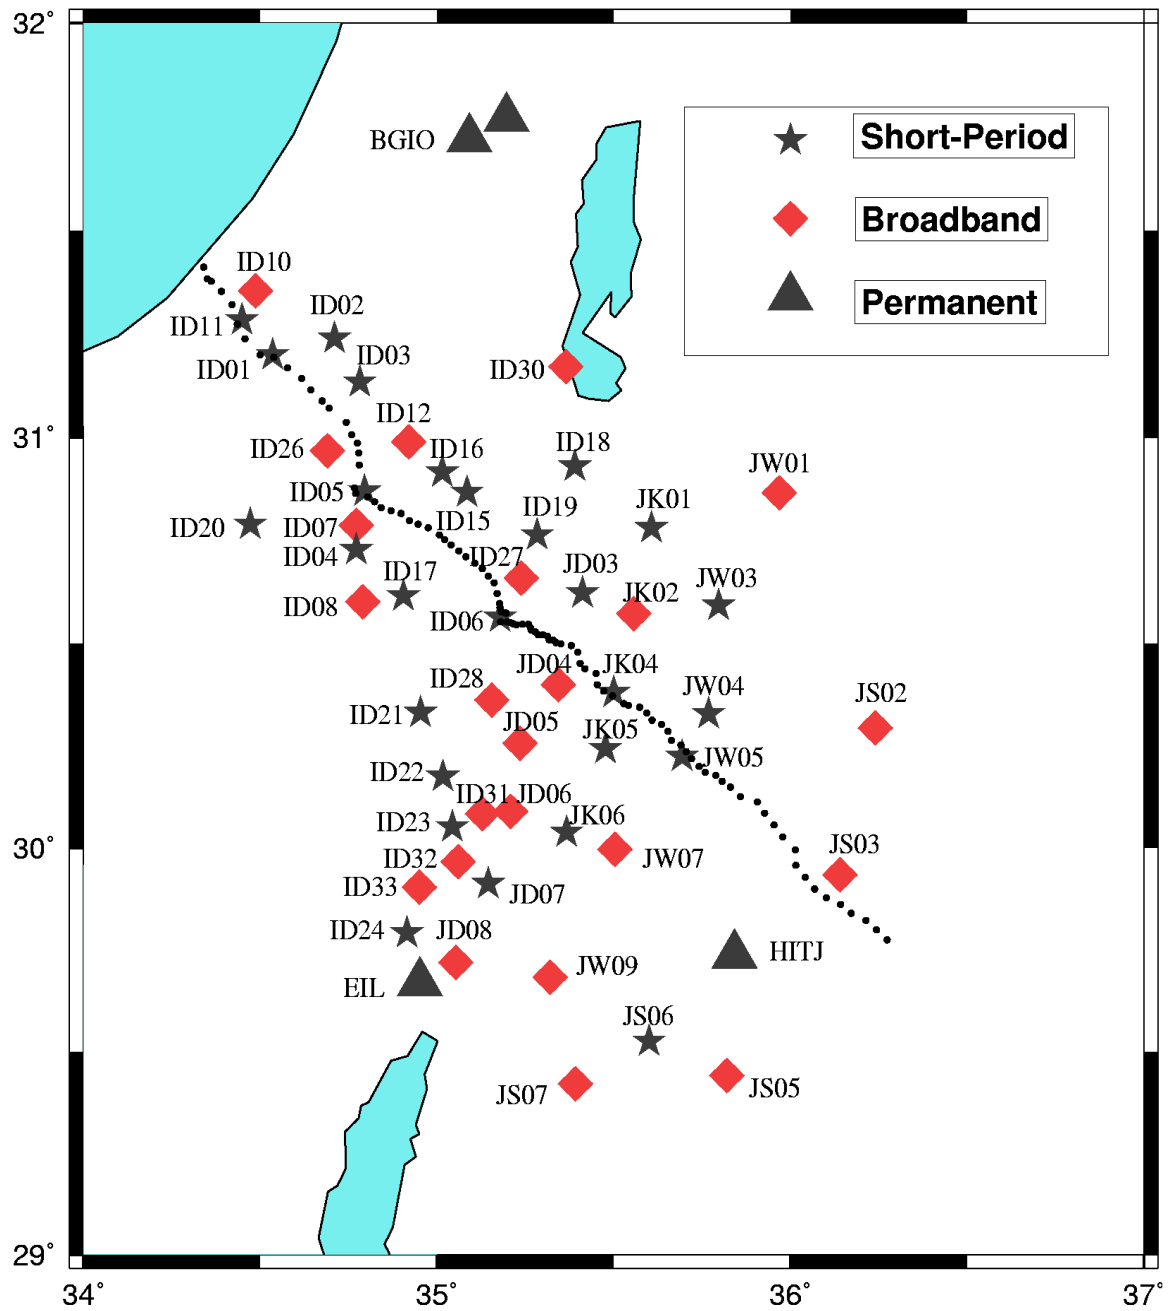 32°
BGIO
Short-Period
Broadband
Permanent
ID10
ID02
ID11
ID03
ID01
ID30
ID12
31°
ID26
ID16
ID18
JW01
ID05
ID20
ID07
ID15
ID19
JK01
ID04
ID27
JD03
ID17
JK02
JW03
ID08
ID06
JD04
JK04
ID28
JW04
JS02
ID21
JD05
JK05
JW05
ID22
ID31
JD06
ID23
JK06
30°
ID32
JW07
JS03
ID33
JD07
ID24
JD08
HITJ
EIL
JW09
JS06
JS07
JS05
29°
34°
35°
36°
37°